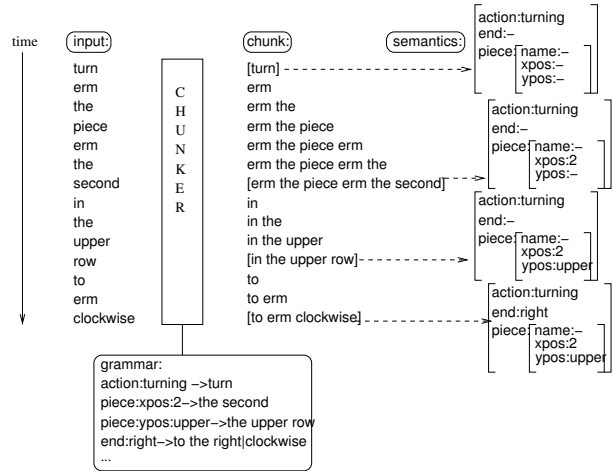 time
input:
chunk:
semantics:
turn
erm
the
piece
erm
the
second
in
the
upper
row
to
erm
clockwise
C
H
U
N
K
E
R
[turn]
erm
erm the
erm the piece
erm the piece erm
erm the piece erm the
[erm the piece erm the second]
in
in the
in the upper
[in the upper row]
to
to erm
[to erm clockwise]
action:turning
end:–
piece: name:–
xpos:–
ypos:–
action:turning
end:–
piece: name:–
xpos:2
ypos:–
action:turning
end:–
piece: name:–
xpos:2
ypos:upper
action:turning
end:right
piece: name:–
xpos:2
ypos:upper
grammar:
action:turning –>turn
piece:xpos:2–>the second
piece:ypos:upper–>the upper row
end:right–>to the right|clockwise
...